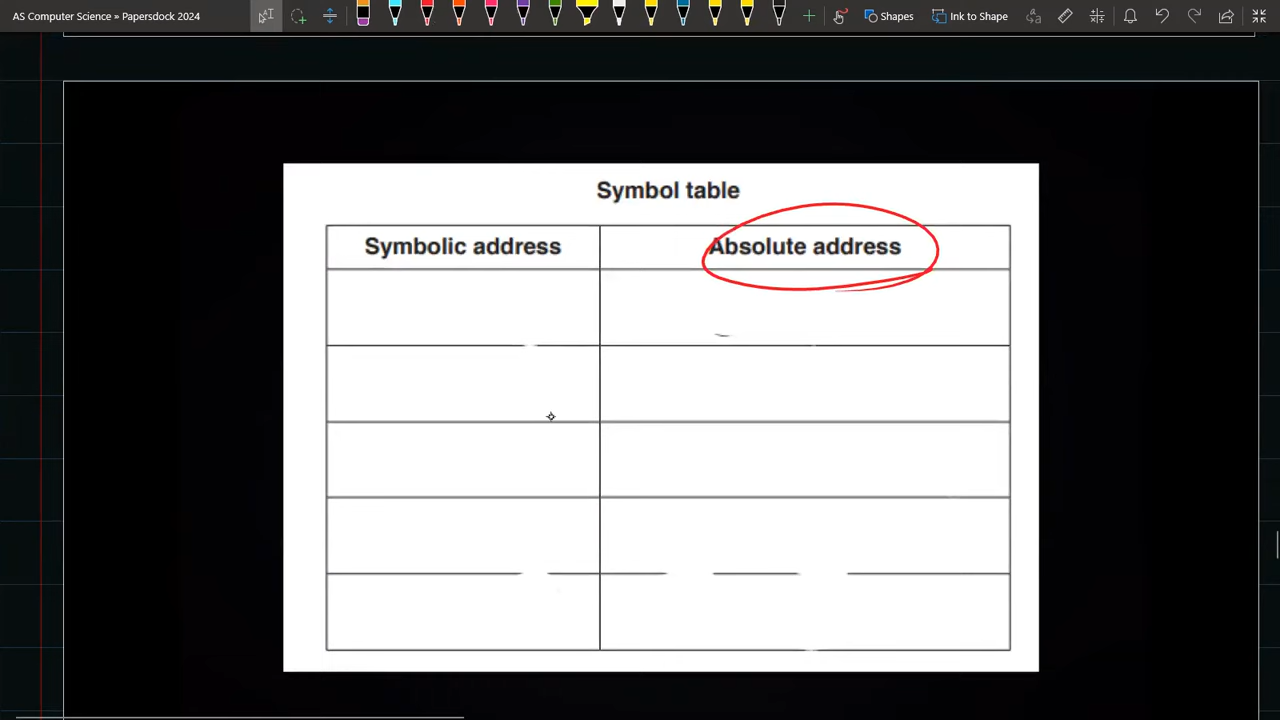 AS Computer Science » Papersdock 2024
Shapes
Ink to Shape
Symbol table
Symbolic address
Absolute address